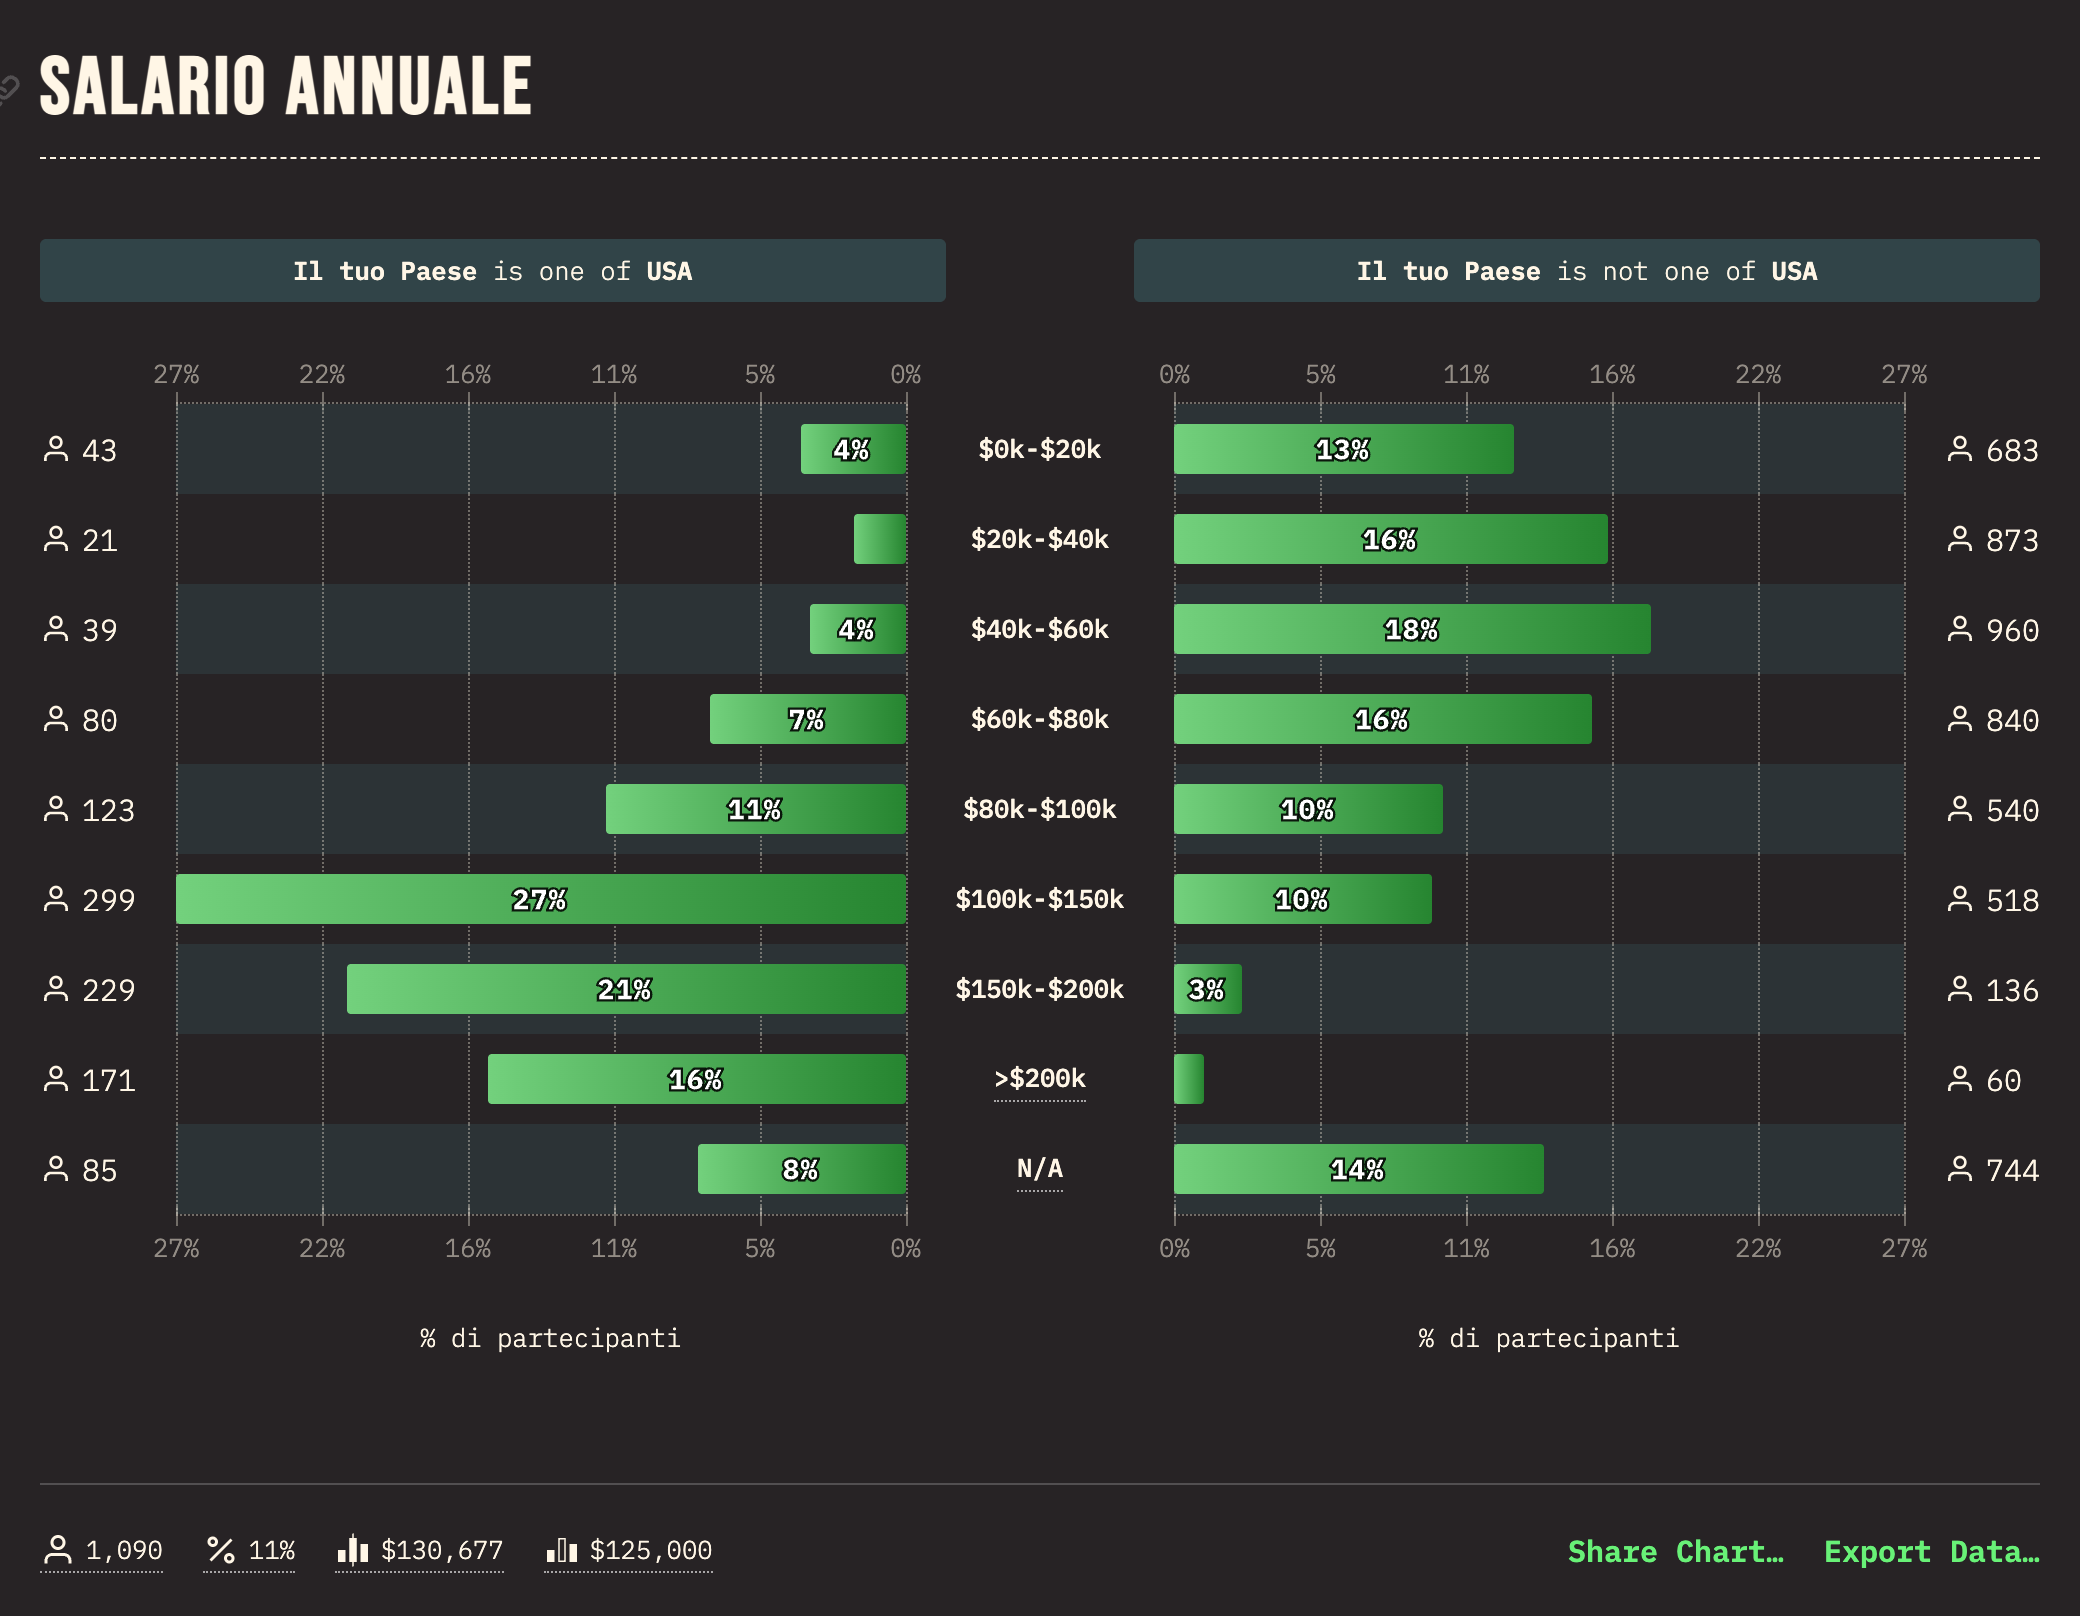 SALARIO ANNUALE
Il tuo Paese is one of USA
Il tuo Paese is not one of USA
27% 22% 16% 11% 5% 0%
0% 5% 11% 16% 22% 27%
43 4% $0k-$20k 13% 683
21 $20k-$40k 16% 873
39 4% $40k-$60k 18% 960
80 7% $60k-$80k 16% 840
123 11% $80k-$100k 10% 540
299 27% $100k-$150k 10% 518
229 21% $150k-$200k 3% 136
171 16% >$200k 60
85 8% N/A 14% 744
27% 22% 16% 11% 5% 0%
0% 5% 11% 16% 22% 27%
% di partecipanti
% di partecipanti
1,090 11% $130,677 $125,000
Share Chart… Export Data…